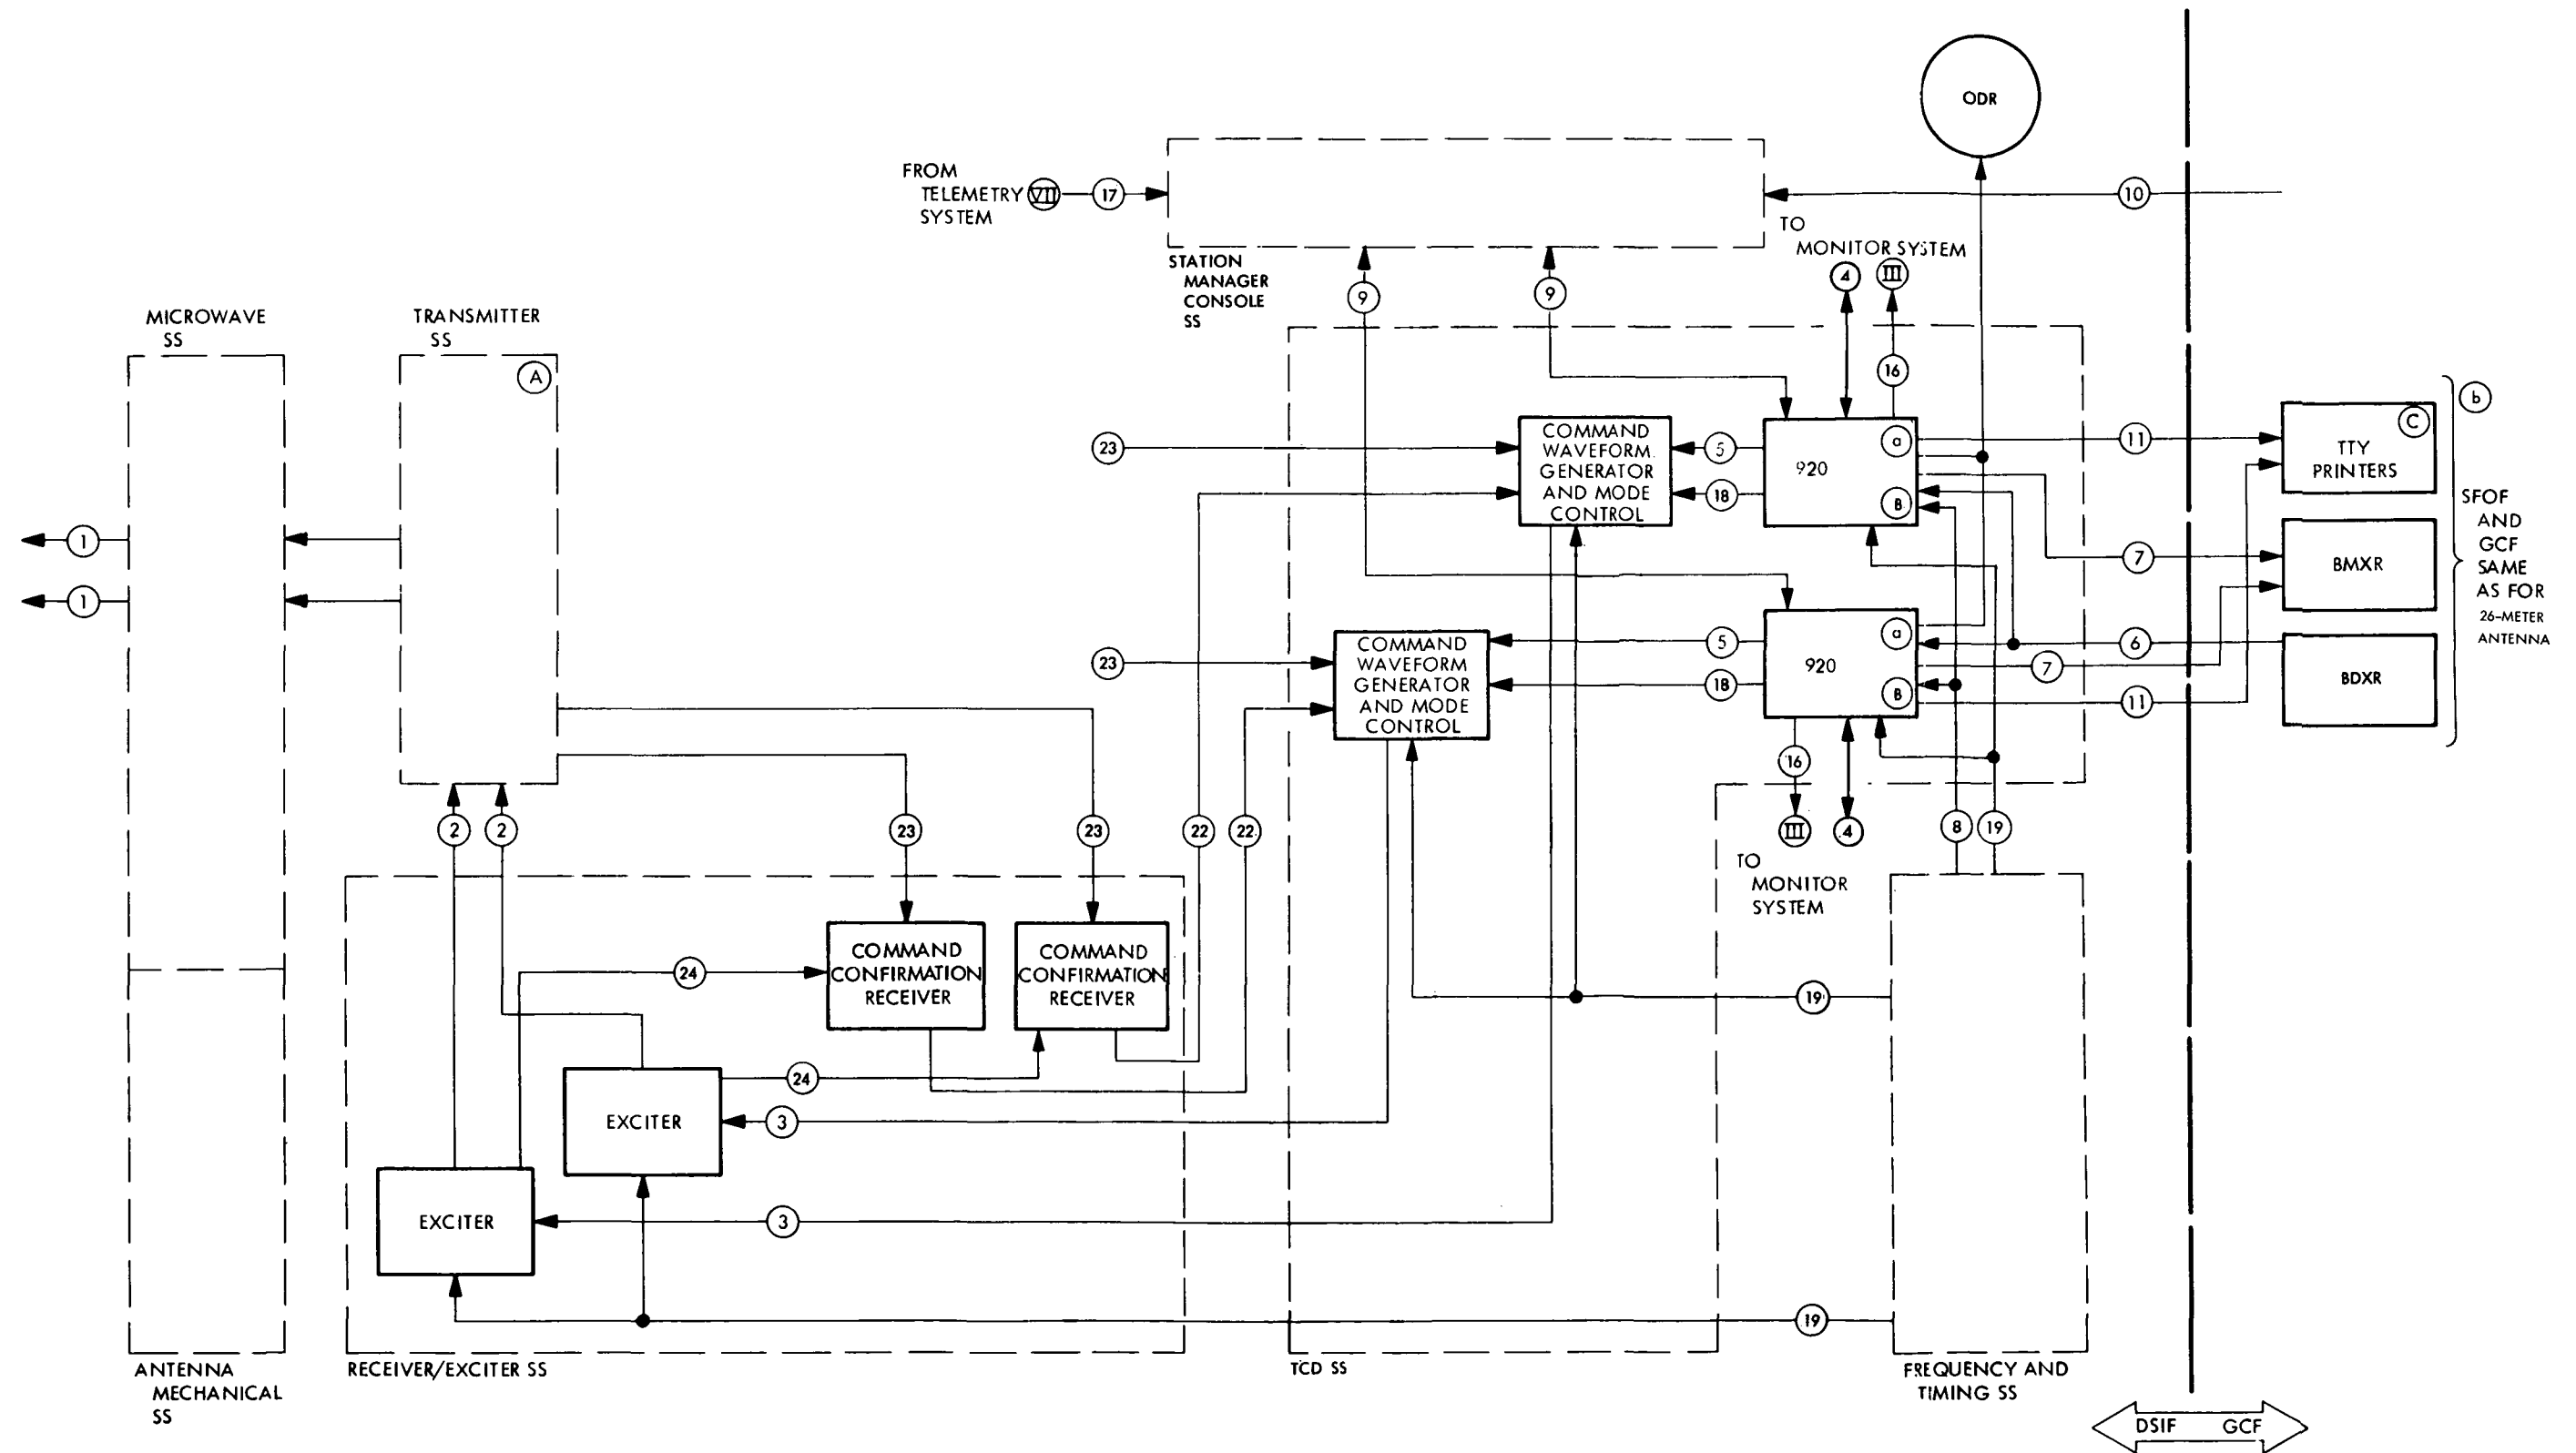 ODR
FROM
TELEMETRY VII 17
SYSTEM
10
TO
MONITOR SYSTEM
STATION
MANAGER
CONSOLE
SS
9
9
4
III
MICROWAVE
SS
TRANSMITTER
SS
A
16
b
23
COMMAND
WAVEFORM
GENERATOR
AND MODE
CONTROL
5
18
920
a
B
11
C
TTY
PRINTERS
SFOF
AND
GCF
SAME
AS FOR
26-METER
ANTENNA
1
1
7
BMXR
23
COMMAND
WAVEFORM
GENERATOR
AND MODE
CONTROL
5
18
920
a
B
6
7
11
BDXR
16
III
4
TO
MONITOR
SYSTEM
2
2
23
23
22
22
8
19
24
COMMAND
CONFIRMATION
RECEIVER
COMMAND
CONFIRMATION
RECEIVER
19
24
EXCITER
3
EXCITER
3
19
ANTENNA
MECHANICAL
SS
RECEIVER/EXCITER SS
TCD SS
FREQUENCY AND
TIMING SS
DSIF GCF